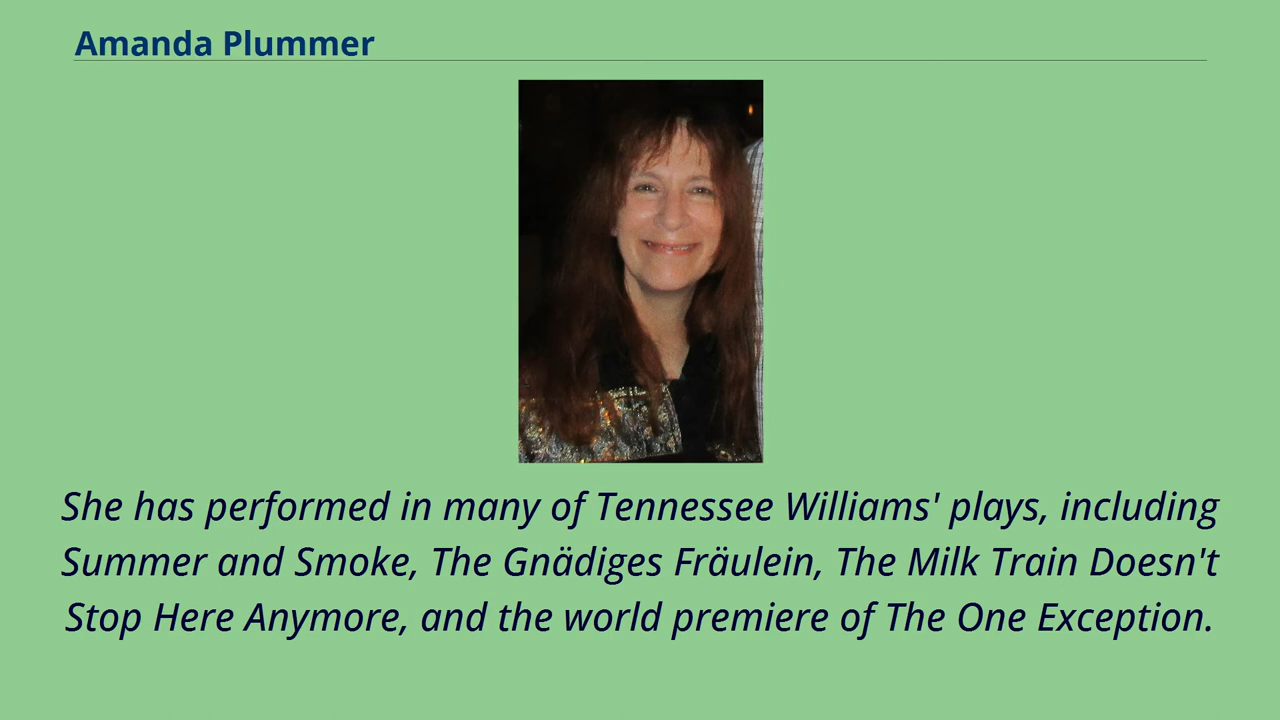 Amanda Plummer
She has performed in many of Tennessee Williams' plays, including
Summer and Smoke, The Gnädiges Fräulein, The Milk Train Doesn't
Stop Here Anymore, and the world premiere of The One Exception.